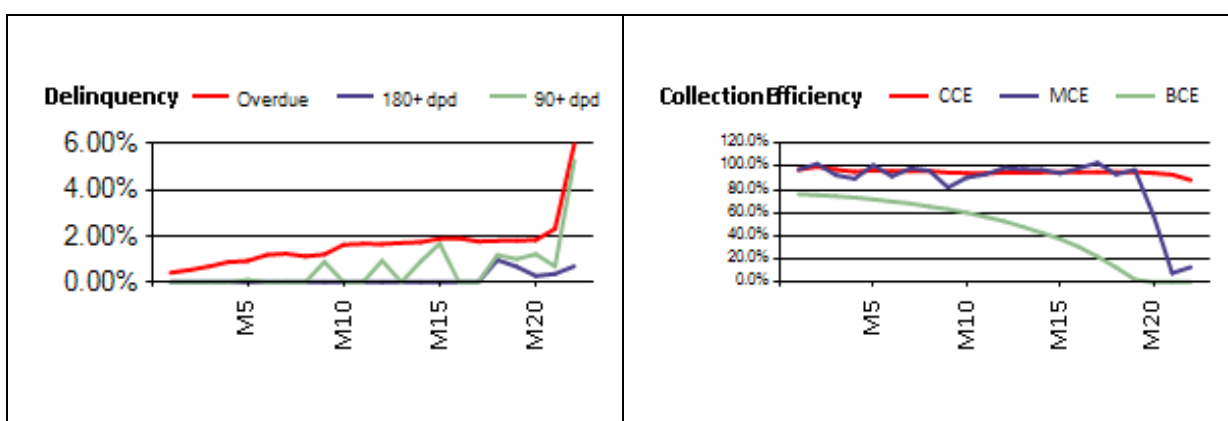 Delinquency Overdue 180+ dpd 90+ dpd
6.00%
4.00%
2.00%
0.00%
M5 M10 M15 M20
Collection Efficiency CCE MCE BCE
120.0%
100.0%
80.0%
60.0%
40.0%
20.0%
0.0%
M5 M10 M15 M20